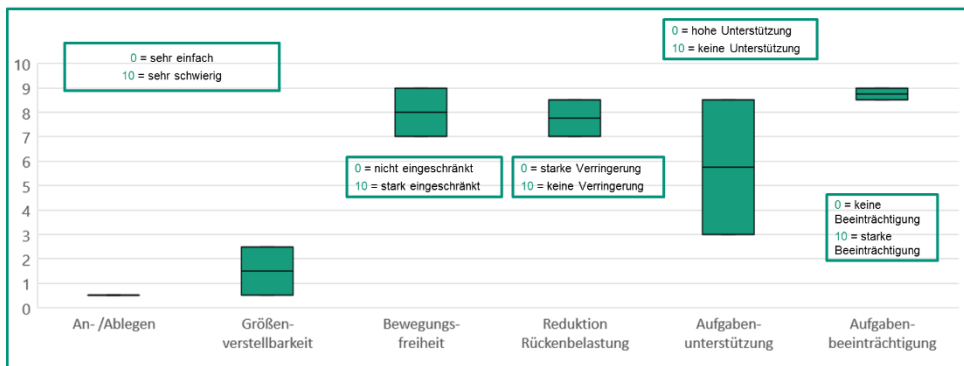 0 = hohe Unterstützung
10 = keine Unterstützung
0 = sehr einfach
10 = sehr schwierig
10
9
8
7
6
5
4
3
2
1
0
0 = nicht eingeschränkt
10 = stark eingeschränkt
0 = starke Verringerung
10 = keine Verringerung
0 = keine
Beeinträchtigung
10 = starke
Beeinträchtigung
An- /Ablegen
Größen-
verstellbarkeit
Bewegungs-
freiheit
Reduktion
Rückenbelastung
Aufgaben-
unterstützung
Aufgaben-
beeinträchtigung